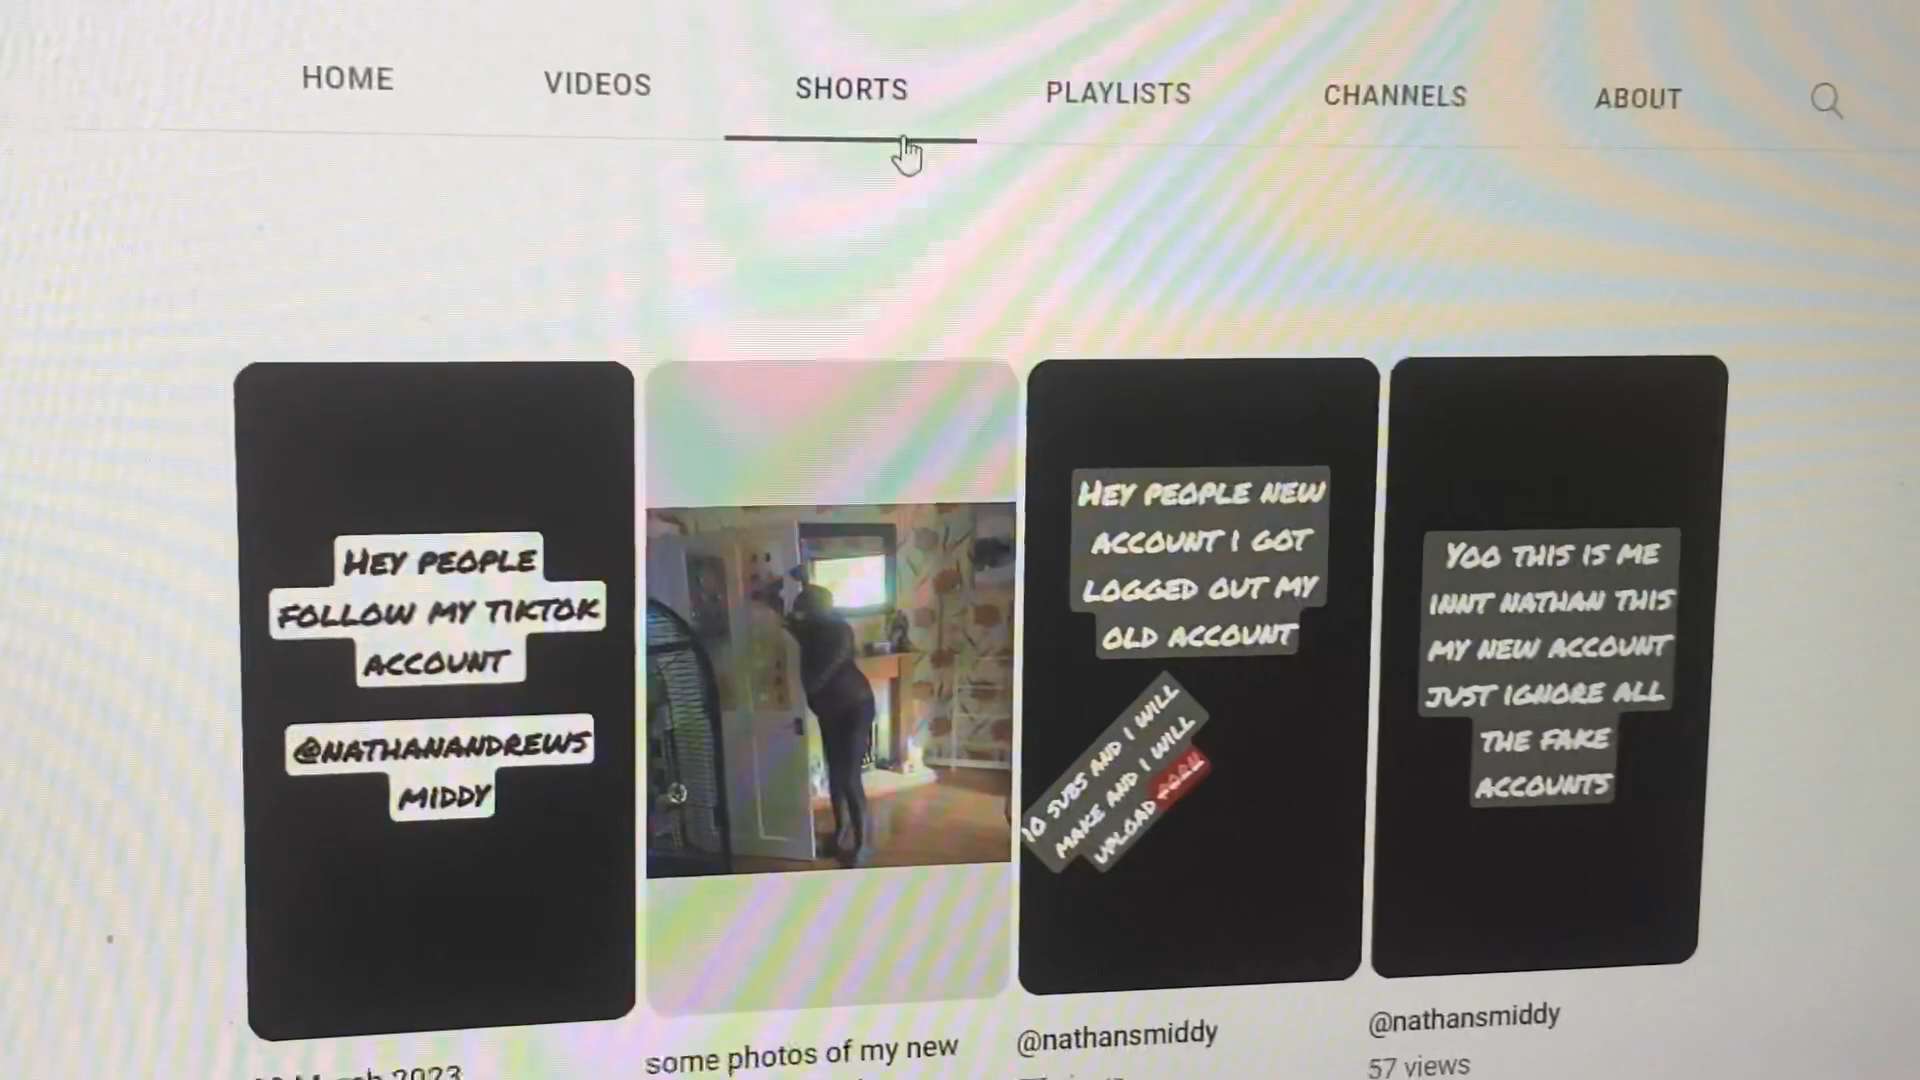 HOME
VIDEOS
SHORTS
PLAYLISTS
CHANNELS
ABOUT
HEY PEOPLE
FOLLOW MY TIKTOK
ACCOUNT
@NATHANANDREWS
MIDDY
HEY PEOPLE NEW
ACCOUNT I GOT
LOGGED OUT MY
OLD ACCOUNT
10 SUBS AND I WILL
MAKE AND I WILL
UPLOAD
YOO THIS IS ME
INNT NATHAN THIS
MY NEW ACCOUNT
JUST IGNORE ALL
THE FAKE
ACCOUNTS
2023
some photos of my new
@nathansmiddy
@nathansmiddy
57 views